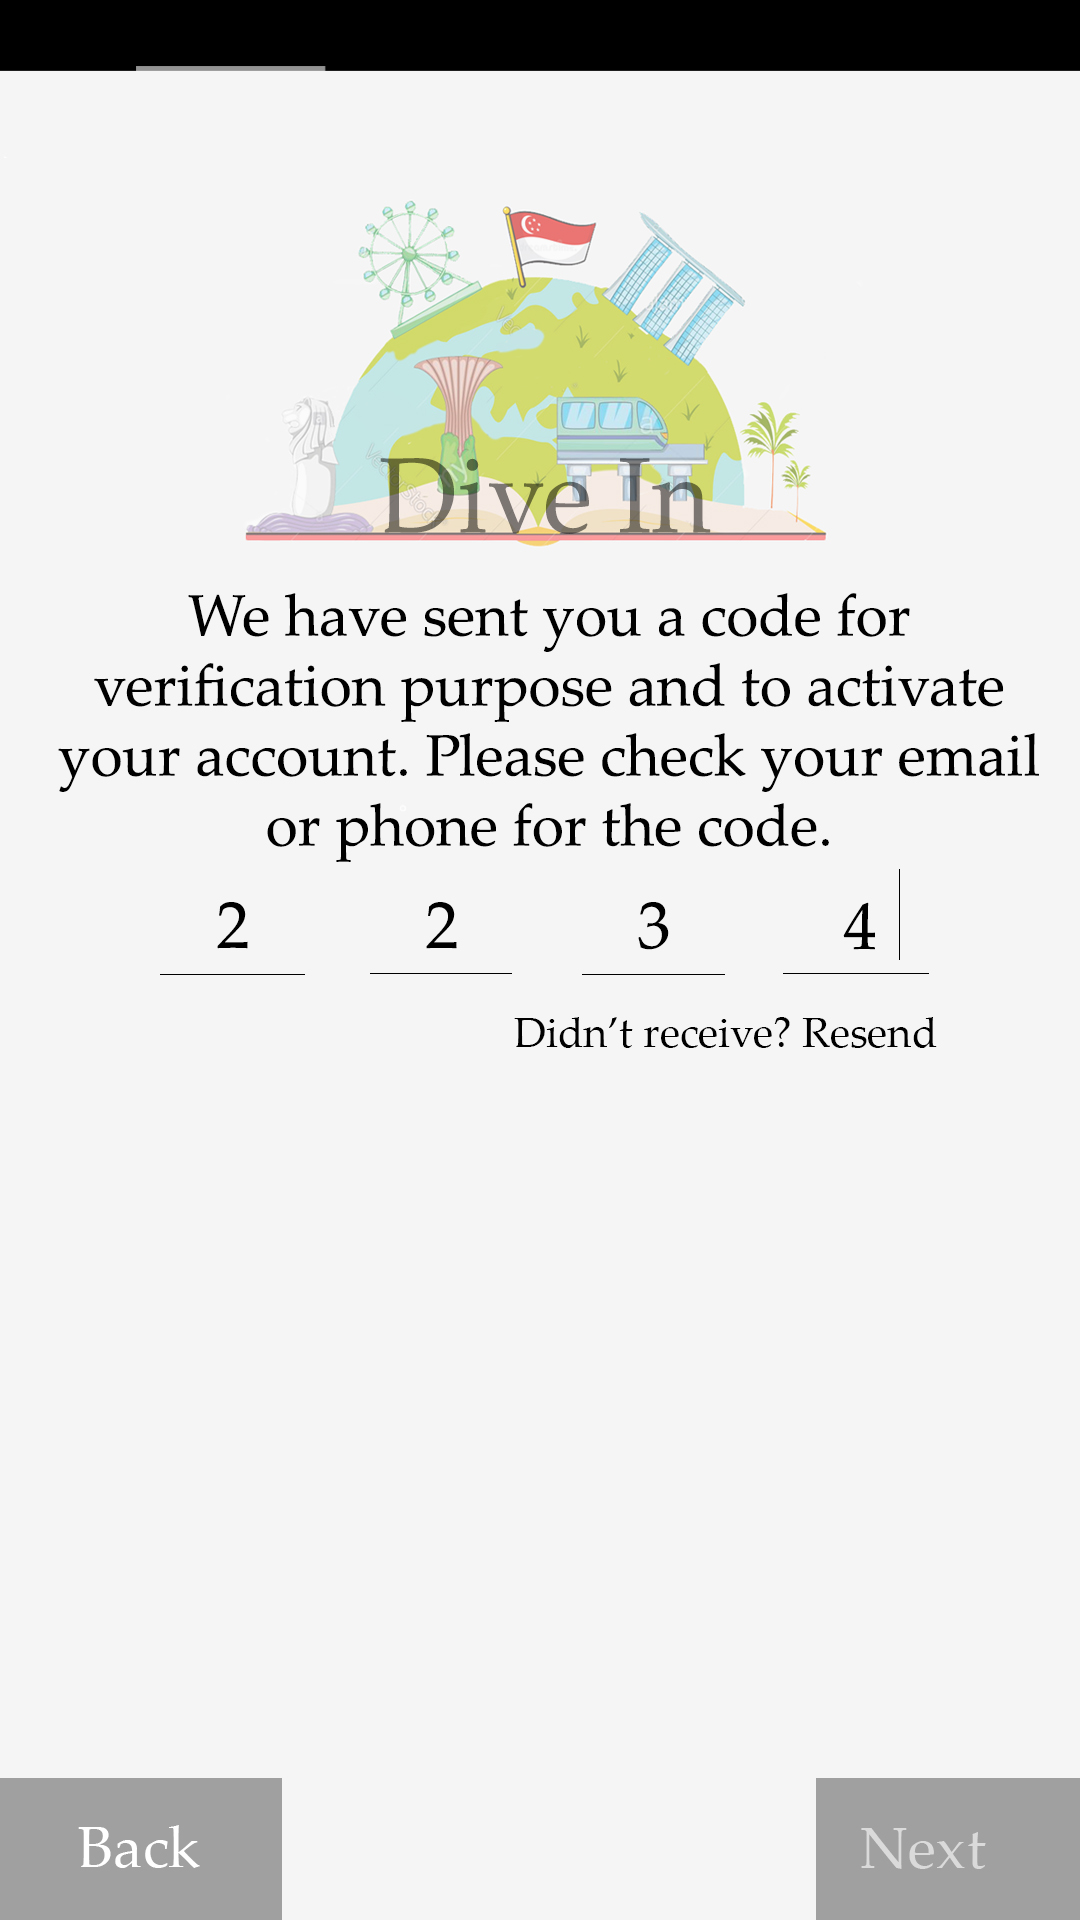 Dive In
We have sent you a code for
verification purpose and to activate
your account. Please check your email
or phone for the code.
2 2 3 4
Didn’t receive? Resend
Back Next